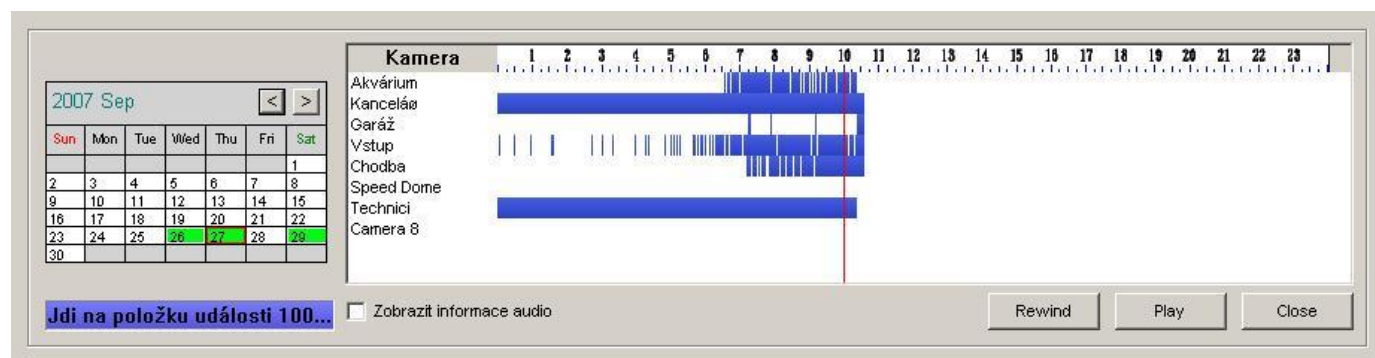 2007 Sep < >
Sun Mon Tue Wed Thu Fri Sat
1
2 3 4 5 6 7 8
9 10 11 12 13 14 15
16 17 18 19 20 21 22
23 24 25 26 27 28 29
30
Jdi na položku události 100...
Kamera 1 2 3 4 5 6 7 8 9 10 11 12 13 14 15 16 17 18 19 20 21 22 23
Akvárium
Kanceláø
Garáž
Vstup
Chodba
Speed Dome
Technici
Camera 8
Zobrazit informace audio
Rewind Play Close